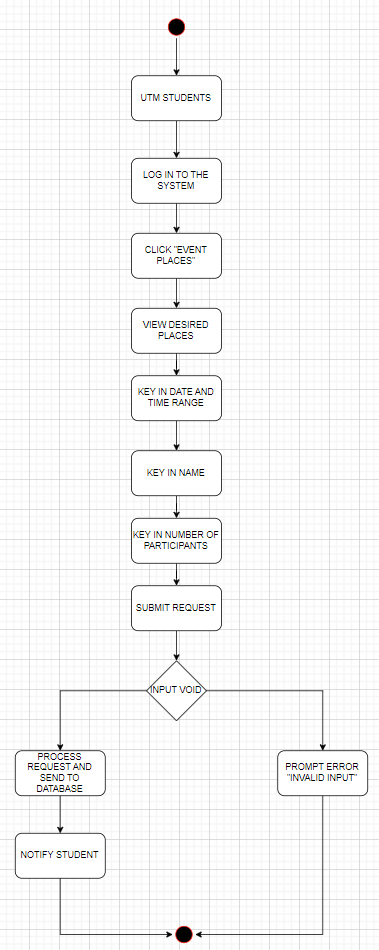 UTM STUDENTS
LOG IN TO THE
SYSTEM
CLICK "EVENT
PLACES"
VIEW DESIRED
PLACES
KEY IN DATE AND
TIME RANGE
KEY IN NAME
KEY IN NUMBER OF
PARTICIPANTS
SUBMIT REQUEST
INPUT VOID
PROCESS
REQUEST AND
SEND TO
DATABASE
PROMPT ERROR
"INVALID INPUT"
NOTIFY STUDENT